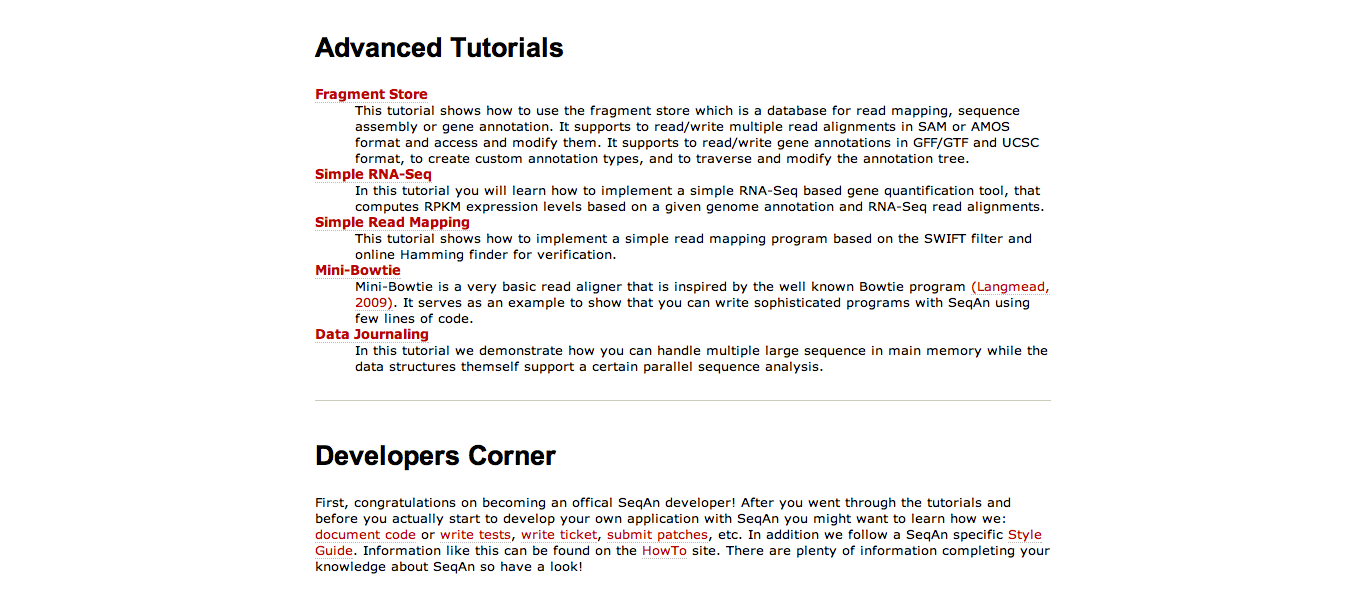 Advanced Tutorials
Fragment Store
This tutorial shows how to use the fragment store which is a database for read mapping, sequence
assembly or gene annotation. It supports to read/write multiple read alignments in SAM or AMOS
format and access and modify them. It supports to read/write gene annotations in GFF/GTF and UCSC
format, to create custom annotation types, and to traverse and modify the annotation tree.
Simple RNA-Seq
In this tutorial you will learn how to implement a simple RNA-Seq based gene quantification tool, that
computes RPKM expression levels based on a given genome annotation and RNA-Seq read alignments.
Simple Read Mapping
This tutorial shows how to implement a simple read mapping program based on the SWIFT filter and
online Hamming finder for verification.
Mini-Bowtie
Mini-Bowtie is a very basic read aligner that is inspired by the well known Bowtie program (Langmead,
2009). It serves as an example to show that you can write sophisticated programs with SeqAn using
few lines of code.
Data Journaling
In this tutorial we demonstrate how you can handle multiple large sequence in main memory while the
data structures themself support a certain parallel sequence analysis.
Developers Corner
First, congratulations on becoming an offical SeqAn developer! After you went through the tutorials and
before you actually start to develop your own application with SeqAn you might want to learn how we:
document code or write tests, write ticket, submit patches, etc. In addition we follow a SeqAn specific Style
Guide. Information like this can be found on the HowTo site. There are plenty of information completing your
knowledge about SeqAn so have a look!